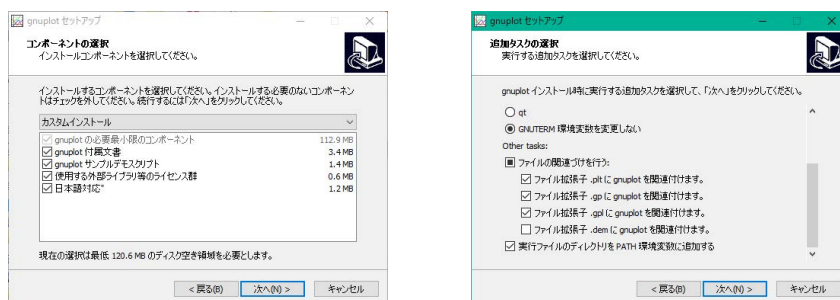 gnuplot セットアップ
コンポーネントの選択
インストールコンポーネントを選択してください。
インストールするコンポーネントを選択してください。インストールする必要のないコンポーネン
トはチェックを外してください。続行するには「次へ」をクリックしてください。
カスタムインストール
gnuplot の必要最小限のコンポーネント 112.9 MB
gnuplot 付属文書 3.4 MB
gnuplot サンプルデモスクリプト 1.4 MB
使用する外部ライブラリ等のライセンス群 0.6 MB
日本語対応* 1.2 MB
現在の選択は最低 120.6 MB のディスク空き領域を必要とします。
< 戻る(B) 次へ(N) > キャンセル
gnuplot セットアップ
追加タスクの選択
実行する追加タスクを選択してください。
gnuplot インストール時に実行する追加タスクを選択して、「次へ」をクリックしてください。
qt
GNUTERM 環境変数を変更しない
Other tasks:
ファイルの関連づけを行う:
ファイル拡張子 .plt に gnuplot を関連付けます。
ファイル拡張子 .gp に gnuplot を関連付けます。
ファイル拡張子 .gpl に gnuplot を関連付けます。
ファイル拡張子 .dem に gnuplot を関連付けます。
実行ファイルのディレクトリを PATH 環境変数に追加する
< 戻る(B) 次へ(N) > キャンセル